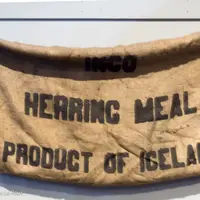 INCO
HERRING MEAL
PRODUCT OF ICELA